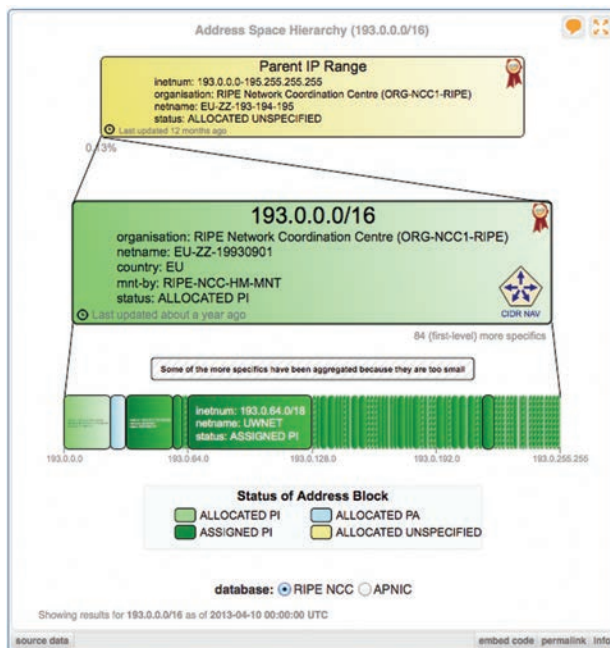 Address Space Hierarchy (193.0.0.0/16)
Parent IP Range
inetnum: 193.0.0.0-195.255.255.255
organisation: RIPE Network Coordination Centre (ORG-NCC1-RIPE)
netname: EU-ZZ-193-194-195
status: ALLOCATED UNSPECIFIED
Last updated 12 months ago
0.13%
193.0.0.0/16
organisation: RIPE Network Coordination Centre (ORG-NCC1-RIPE)
netname: EU-ZZ-19930901
country: EU
mnt-by: RIPE-NCC-HM-MNT
status: ALLOCATED PI
Last updated about a year ago
CIDR NAV
84 (first-level) more specifics
Some of the more specifics have been aggregated because they are too small
inetnum: 193.0.64.0/18
netname: UWNET
status: ASSIGNED PI
193.0.0.0 193.0.64.0 193.0.128.0 193.0.192.0 193.0.255.255
Status of Address Block
ALLOCATED PI ALLOCATED PA
ASSIGNED PI ALLOCATED UNSPECIFIED
database: RIPE NCC APNIC
Showing results for 193.0.0.0/16 as of 2013-04-10 00:00:00 UTC
source data embed code permalink info